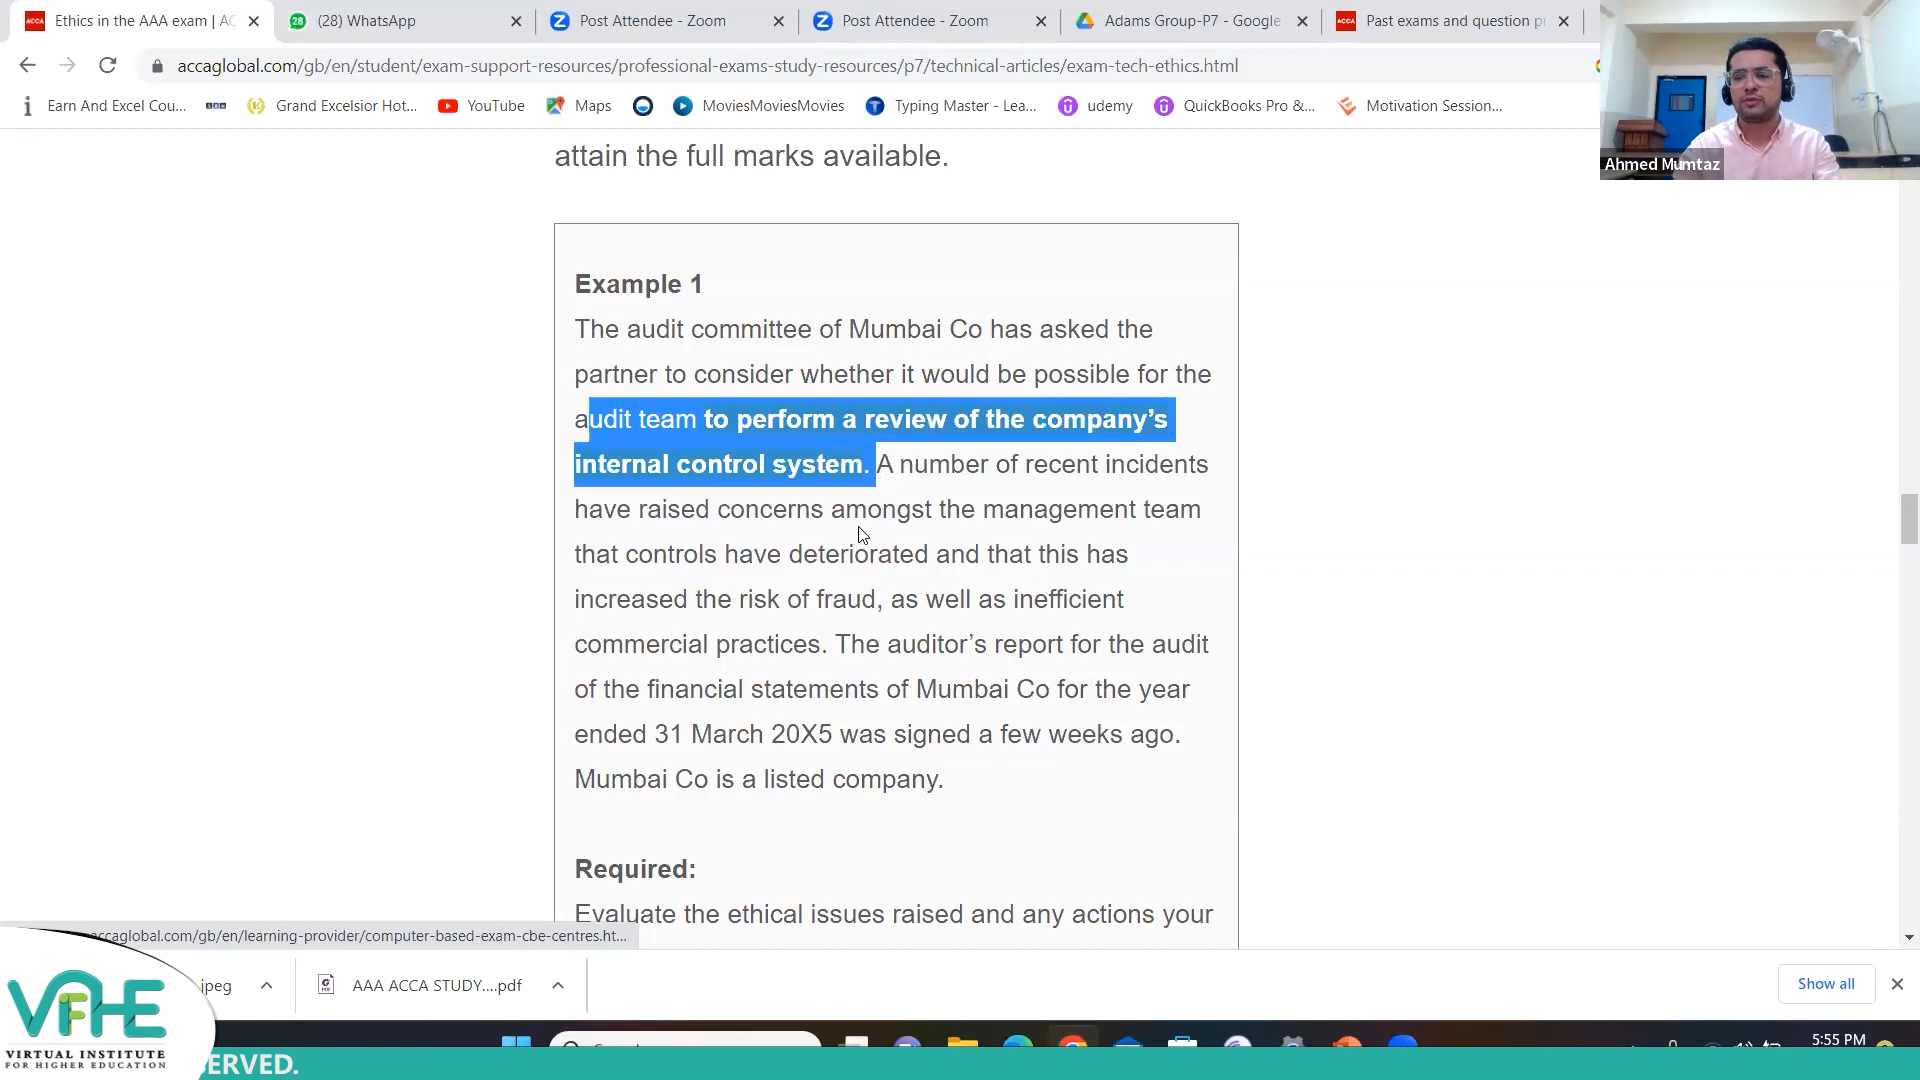 Ethics in the AAA exam | AC
(28) WhatsApp
Post Attendee - Zoom
Post Attendee - Zoom
Adams Group-P7 - Google
Past exams and question p
accaglobal.com/gb/en/student/exam-support-resources/professional-exams-study-resources/p7/technical-articles/exam-tech-ethics.html
Earn And Excel Cou...
Grand Excelsior Hot...
YouTube
Maps
MoviesMoviesMovies
Typing Master - Lea...
udemy
QuickBooks Pro &...
Motivation Session...
Ahmed Mumtaz
attain the full marks available.
Example 1
The audit committee of Mumbai Co has asked the
partner to consider whether it would be possible for the
audit team to perform a review of the company’s
internal control system. A number of recent incidents
have raised concerns amongst the management team
that controls have deteriorated and that this has
increased the risk of fraud, as well as inefficient
commercial practices. The auditor’s report for the audit
of the financial statements of Mumbai Co for the year
ended 31 March 20X5 was signed a few weeks ago.
Mumbai Co is a listed company.
Required:
Evaluate the ethical issues raised and any actions your
accaglobal.com/gb/en/learning-provider/computer-based-exam-cbe-centres.ht...
.jpeg
AAA ACCA STUDY....pdf
Show all
VFHE
VIRTUAL INSTITUTE
FOR HIGHER EDUCATION
SERVED.
5:55 PM